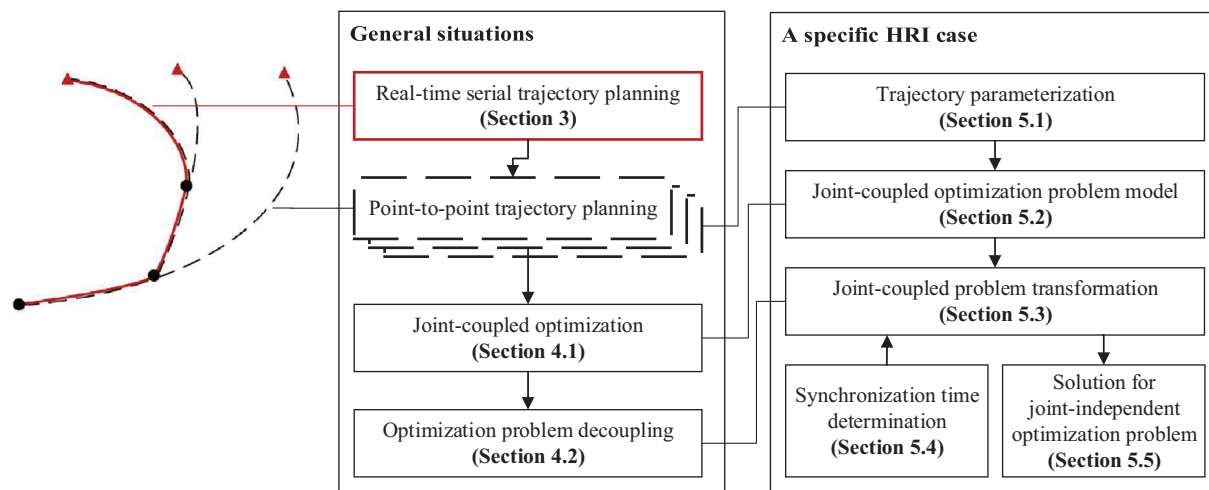 General situations
Real-time serial trajectory planning
(Section 3)
Point-to-point trajectory planning
Joint-coupled optimization
(Section 4.1)
Optimization problem decoupling
(Section 4.2)
A specific HRI case
Trajectory parameterization
(Section 5.1)
Joint-coupled optimization problem model
(Section 5.2)
Joint-coupled problem transformation
(Section 5.3)
Synchronization time
determination
(Section 5.4)
Solution for
joint-independent
optimization problem
(Section 5.5)